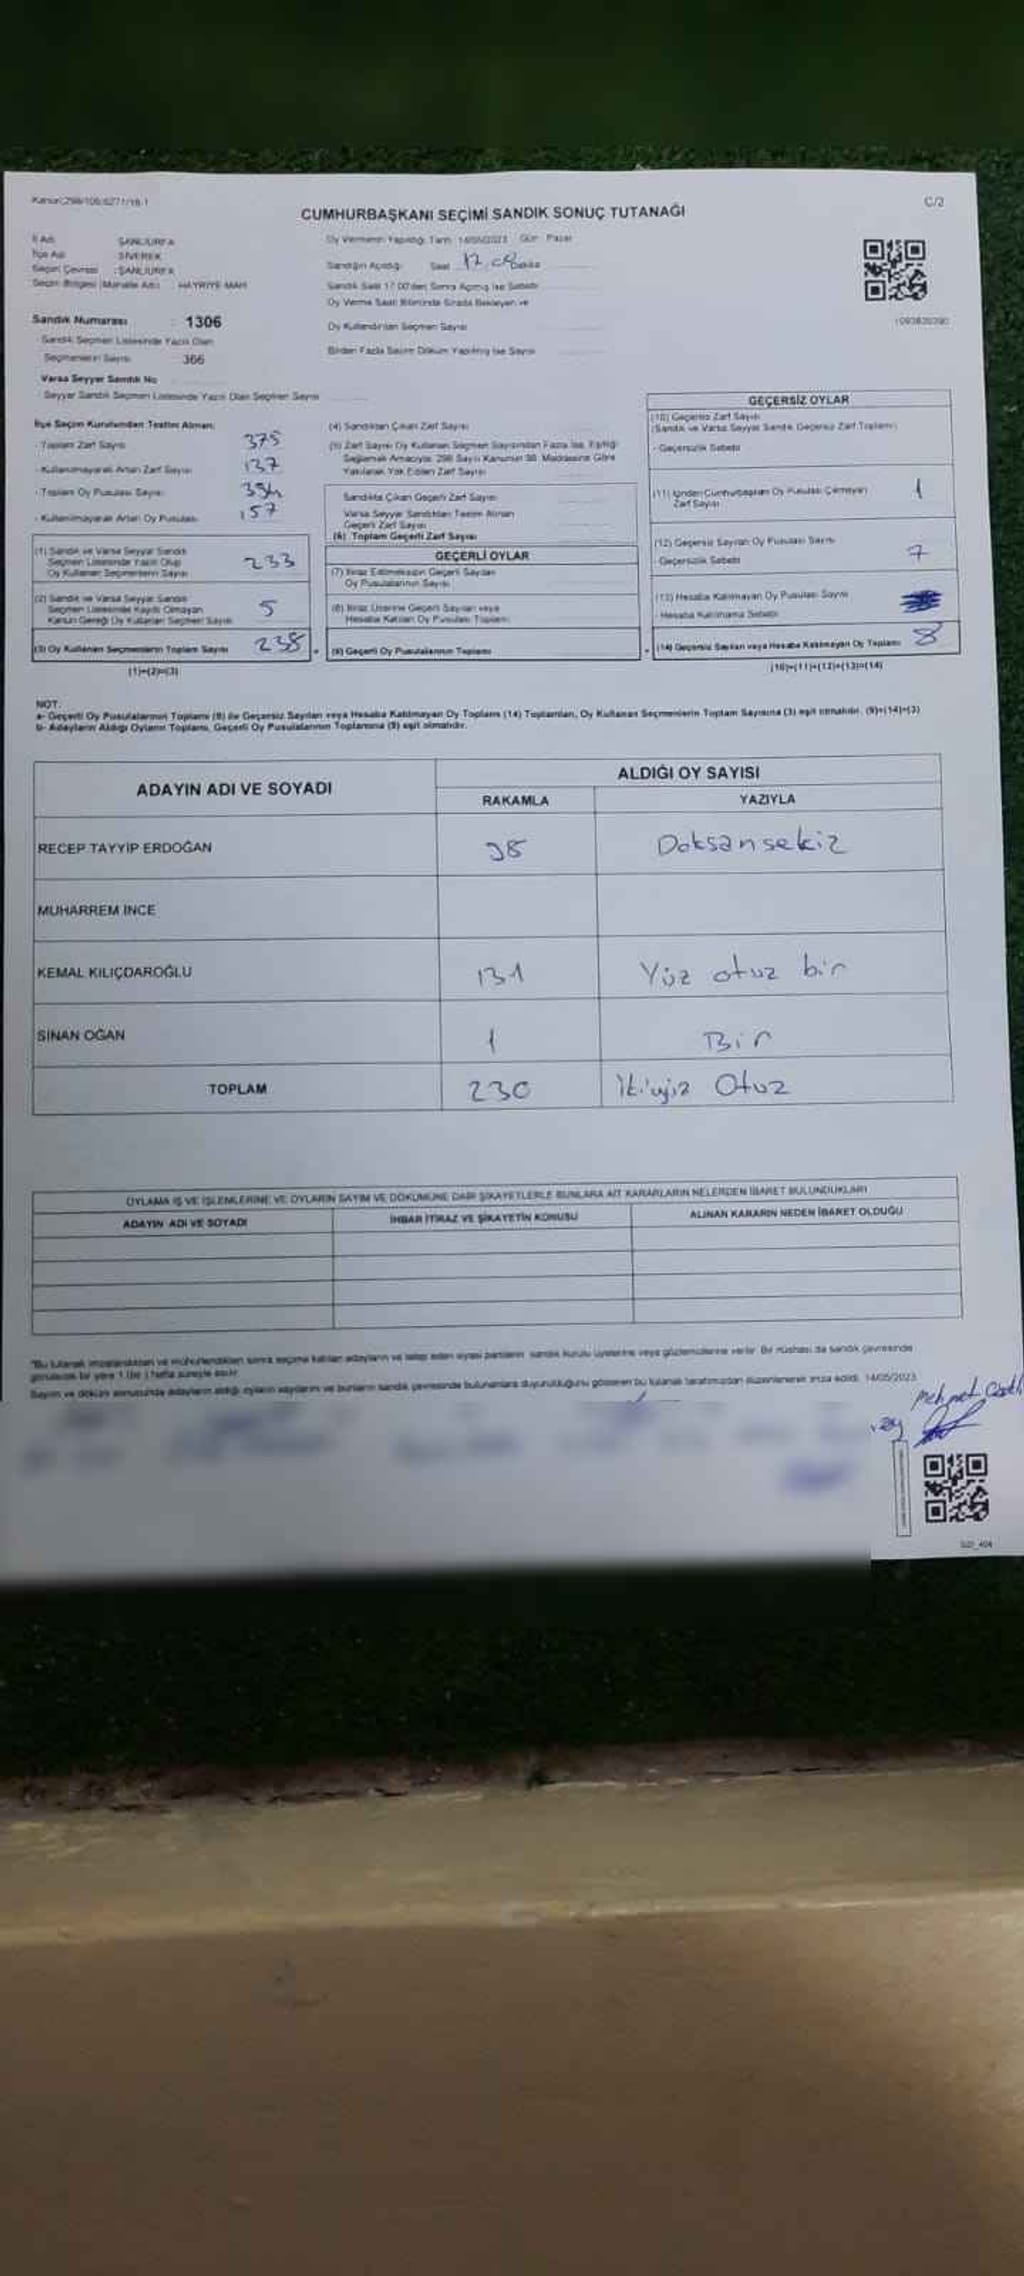 Kanun:298/106;6271/18-1
C/2
CUMHURBAŞKANI SEÇİMİ SANDIK SONUÇ TUTANAĞI
İl Adı ŞANLIURFA
İlçe Adı SİVEREK
Seçim Çevresi :ŞANLIURFA
Seçim Bölgesi (Mahalle Adı) : HAYRİYE MAH
Oy Vermenin Yapıldığı Tarih 14/05/2023 Gün Pazar
Sandığın Açıldığı Saat 17.00 Dakika
Sandık Saat 17:00'den Sonra Açılmış İse Sebebi
Oy Verme Saati Bitiminde Sırada Bekleyen ve
Oy Kullandırılan Seçmen Sayısı
Birden Fazla Sayım Döküm Yapılmış İse Sayısı
Sandık Numarası : 1306
Sandık Seçmen Listesinde Yazılı Olan
Seçmenlerin Sayısı 366
Varsa Seyyar Sandık No
Seyyar Sandık Seçmen Listesinde Yazılı Olan Seçmen Sayısı
İlçe Seçim Kurulundan Teslim Alınan:
- Toplam Zarf Sayısı 375
- Kullanılmayarak Artan Zarf Sayısı 137
- Toplam Oy Pusulası Sayısı 394
- Kullanılmayarak Artan Oy Pusulası 157
(1) Sandık ve Varsa Seyyar Sandık
Seçmen Listesinde Yazılı Olup
Oy Kullanan Seçmenlerin Sayısı 233
(2) Sandık ve Varsa Seyyar Sandık
Seçmen Listesinde Kayıtlı Olmayan
Kanun Gereği Oy Kullanan Seçmen Sayısı 5
(3) Oy Kullanan Seçmenlerin Toplam Sayısı 238
(1)+(2)=(3)
(4) Sandıktan Çıkan Zarf Sayısı
(5) Zarf Sayısı Oy Kullanan Seçmen Sayısından Fazla İse, Eşitliği
Sağlamak Amacıyla 298 Sayılı Kanunun 98. Maddesine Göre
Yakılarak Yok Edilen Zarf Sayısı
Sandıkta Çıkan Geçerli Zarf Sayısı
Varsa Seyyar Sandıktan Teslim Alınan
Geçerli Zarf Sayısı
(6) Toplam Geçerli Zarf Sayısı
GEÇERLİ OYLAR
(7) İtiraz Edilmeksizin Geçerli Sayılan
Oy Pusulalarının Sayısı
(8) İtiraz Üzerine Geçerli Sayılan veya
Hesaba Katılan Oy Pusulası Toplamı
(9) Geçerli Oy Pusulalarının Toplamı
GEÇERSİZ OYLAR
(10) Geçersiz Zarf Sayısı
(Sandık ve Varsa Seyyar Sandık Geçersiz Zarf Toplamı)
- Geçersizlik Sebebi
(11) İçinden Cumhurbaşkanı Oy Pusulası Çıkmayan
Zarf Sayısı 1
(12) Geçersiz Sayılan Oy Pusulası Sayısı
Geçersizlik Sebebi 7
(13) Hesaba Katılmayan Oy Pusulası Sayısı
Hesaba Katılmama Sebebi
(14) Geçersiz Sayılan veya Hesaba Katılmayan Oy Toplamı 8
(10)+(11)+(12)+(13)=(14)
NOT:
a- Geçerli Oy Pusulalarının Toplamı (9) ile Geçersiz Sayılan veya Hesaba Katılmayan Oy Toplamı (14) Toplamları, Oy Kullanan Seçmenlerin Toplam Sayısına (3) eşit olmalıdır. (9)+(14)=(3)
b- Adayların Aldığı Oyların Toplamı, Geçerli Oy Pusulalarının Toplamına (9) eşit olmalıdır.
ADAYIN ADI VE SOYADI ALDIĞI OY SAYISI
RAKAMLA YAZIYLA
RECEP TAYYİP ERDOĞAN 98 Doksansekiz
MUHARREM İNCE
KEMAL KILIÇDAROĞLU 131 Yüz otuz bir
SİNAN OĞAN 1 Bir
TOPLAM 230 İkiyüz Otuz
OYLAMA İŞ VE İŞLEMLERİNE VE OYLARIN SAYIM VE DÖKÜMÜNE DAİR ŞİKAYETLERLE BUNLARA AİT KARARLARIN NELERDEN İBARET BULUNDUKLARI
ADAYIN ADI VE SOYADI İHBAR İTİRAZ VE ŞİKAYETİN KONUSU ALINAN KARARIN NEDEN İBARET OLDUĞU
*Bu tutanak imzalandıktan ve mühürlendikten sonra seçime katılan adayların ve talep eden siyasi partilerin sandık kurulu üyelerine veya gözlemcilerine verilir. Bir nüshası da sandık çevresinde
görülecek bir yere 1 (bir) hafta süreyle asılır.
Sayım ve döküm sonucunda adayların aldığı oyların sayılarını ve bunların sandık çevresinde bulunanlara duyurulduğunu gösteren bu tutanak tarafımızdan düzenlenerek imza edildi. 14/05/2023
Mehmet